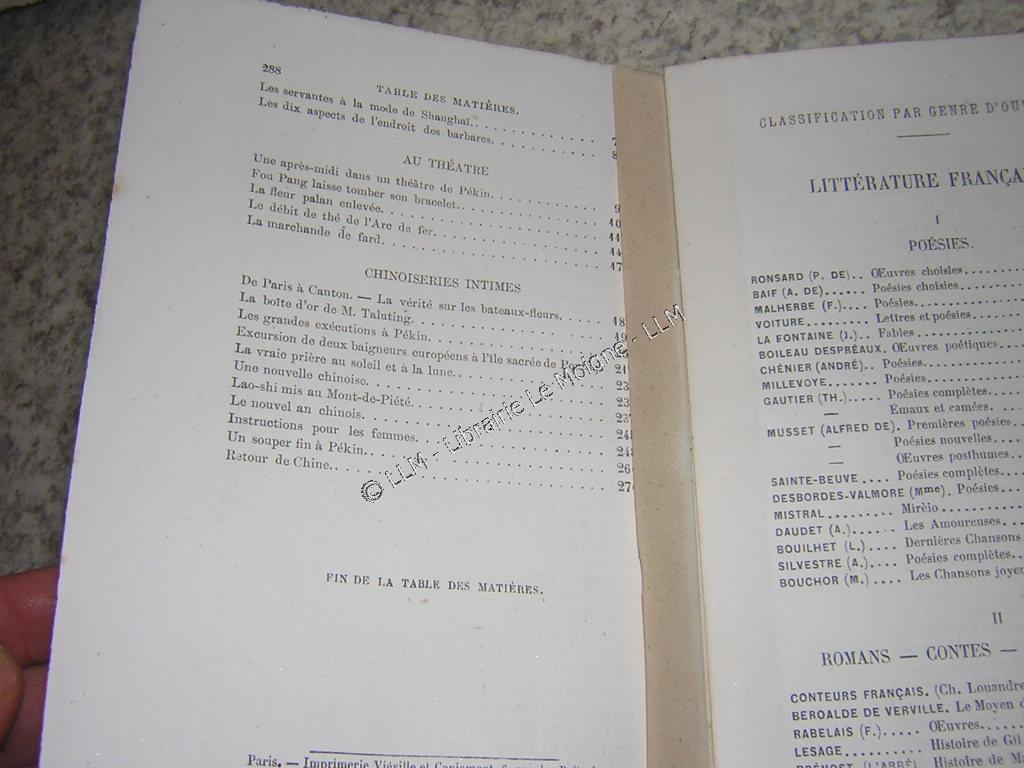 288
TABLE DES MATIÈRES.
Les servantes à la mode de Shanghaï.
Les dix aspects de l'endroit des barbares.
AU THÉATRE
Une après-midi dans un théâtre de Pékin.
Fou Pang laisse tomber son bracelet.
La fleur palan enlevée.
Le débit de thé de l'Arc de fer.
La marchande de fard.
CHINOISERIES INTIMES
De Paris à Canton. — La vérité sur les bateaux-fleurs.
La boîte d'or de M. Taluting.
Les grandes exécutions à Pékin.
Excursion de deux baigneurs européens à l'île sacrée de
La vraie prière au soleil et à la lune.
Une nouvelle chinoise.
Lao-shi mis au Mont-de-Piété.
Le nouvel an chinois.
Instructions pour les femmes.
Un souper fin à Pékin.
Retour de Chine.
FIN DE LA TABLE DES MATIÈRES.
Paris. — Imprimerie Viéville et
© LLM - Librairie Le Moigne - LLM
CLASSIFICATION PAR GENRE
LITTÉRATURE
I
POÉSIES.
RONSARD (P. DE).. Œuvres choisies
BAIF (A. DE)...... Poésies choisies
MALHERBE (F.).... Poésies
VOITURE......... Lettres et poésies
LA FONTAINE (J.).. Fables
BOILEAU DESPRÉAUX. Œuvres poétiques
CHÉNIER (ANDRÉ).. Poésies
MILLEVOYE....... Poésies
GAUTIER (TH.)..... Poésies complètes
— Emaux et camées.
MUSSET (ALFRED DE). Premières poésies
— Poésies nouvelles
— Œuvres posthumes
SAINTE-BEUVE .... Poésies complètes
DESBORDES-VALMORE (Mme). Poésies
MISTRAL......... Mirèio
DAUDET (A.)...... Les Amoureuses
BOUILHET (L.).... Dernières Chansons
SILVESTRE (A.).... Poésies complètes
BOUCHOR (M.) .... Les Chansons
II
ROMANS — CONTES —
CONTEURS FRANÇAIS. (Ch. Louandre
BEROALDE DE VERVILLE. Le Moyen
RABELAIS (F.)..... Œuvres
LESAGE.......... Histoire de Gil
PRÉVOST (L'ABBÉ) Histoire de